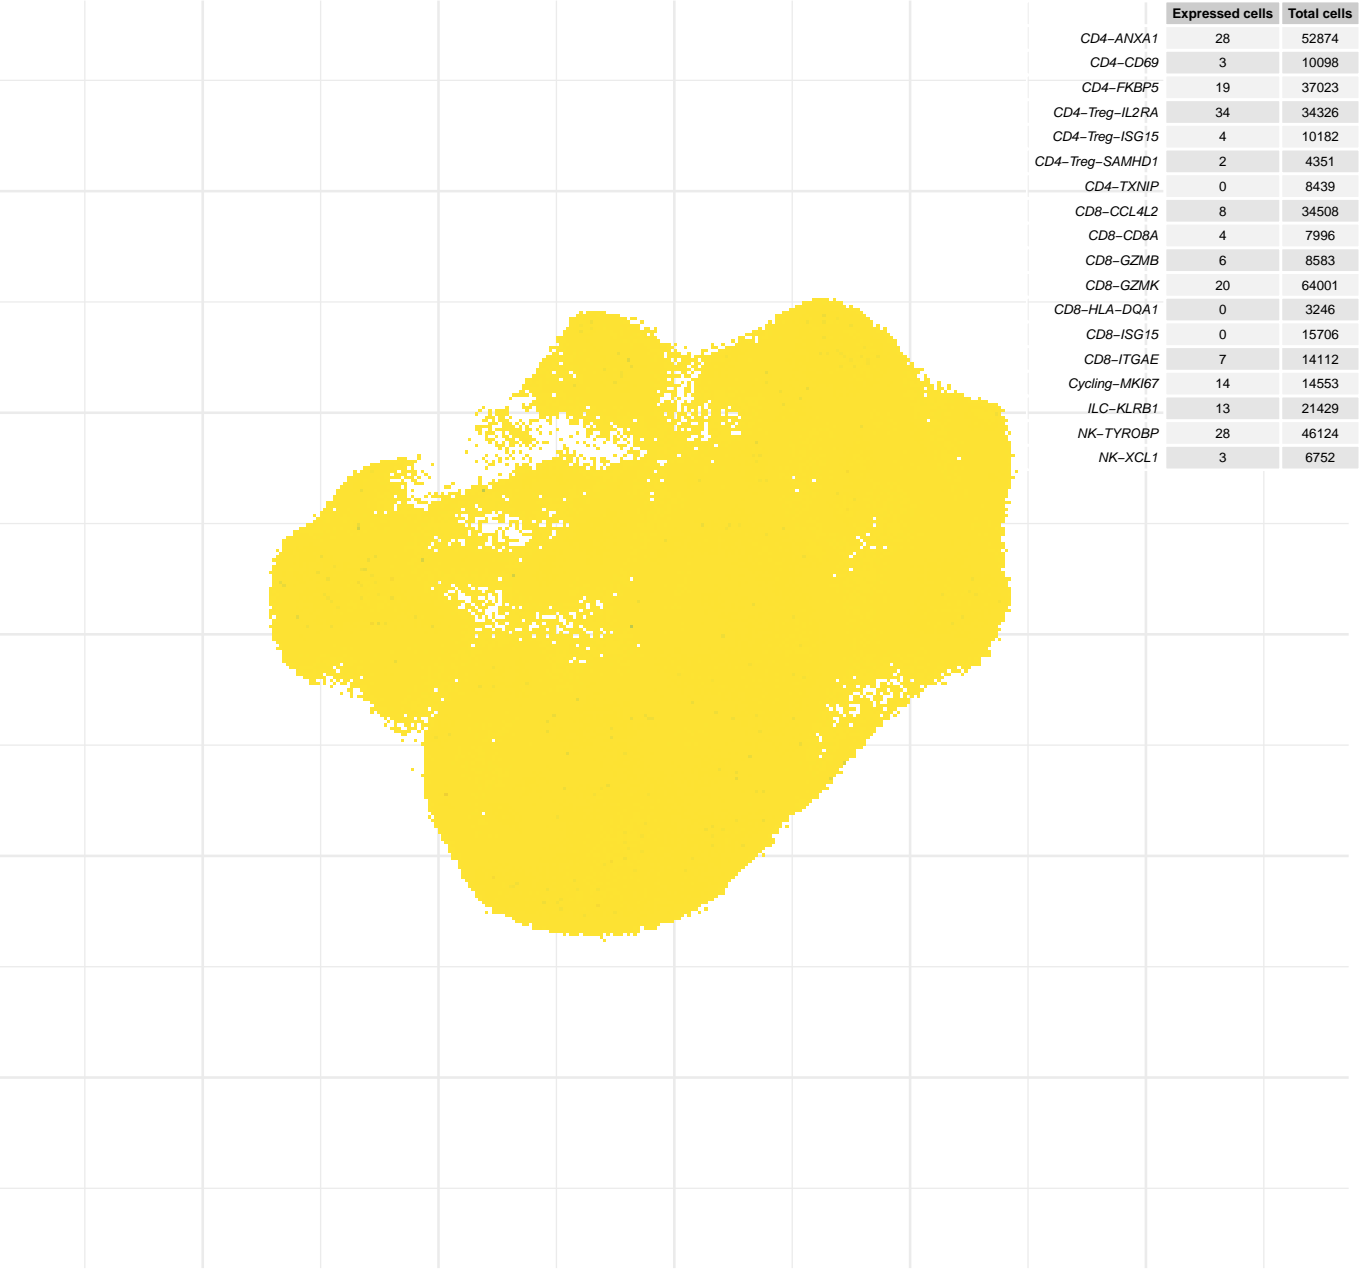 Expressed cells Total cells
CD4−ANXA1 28 52874
CD4−CD69 3 10098
CD4−FKBP5 19 37023
CD4−Treg−IL2RA 34 34326
CD4−Treg−ISG15 4 10182
CD4−Treg−SAMHD1 2 4351
CD4−TXNIP 0 8439
CD8−CCL4L2 8 34508
CD8−CD8A 4 7996
CD8−GZMB 6 8583
CD8−GZMK 20 64001
CD8−HLA−DQA1 0 3246
CD8−ISG15 0 15706
CD8−ITGAE 7 14112
Cycling−MKI67 14 14553
ILC−KLRB1 13 21429
NK−TYROBP 28 46124
NK−XCL1 3 6752